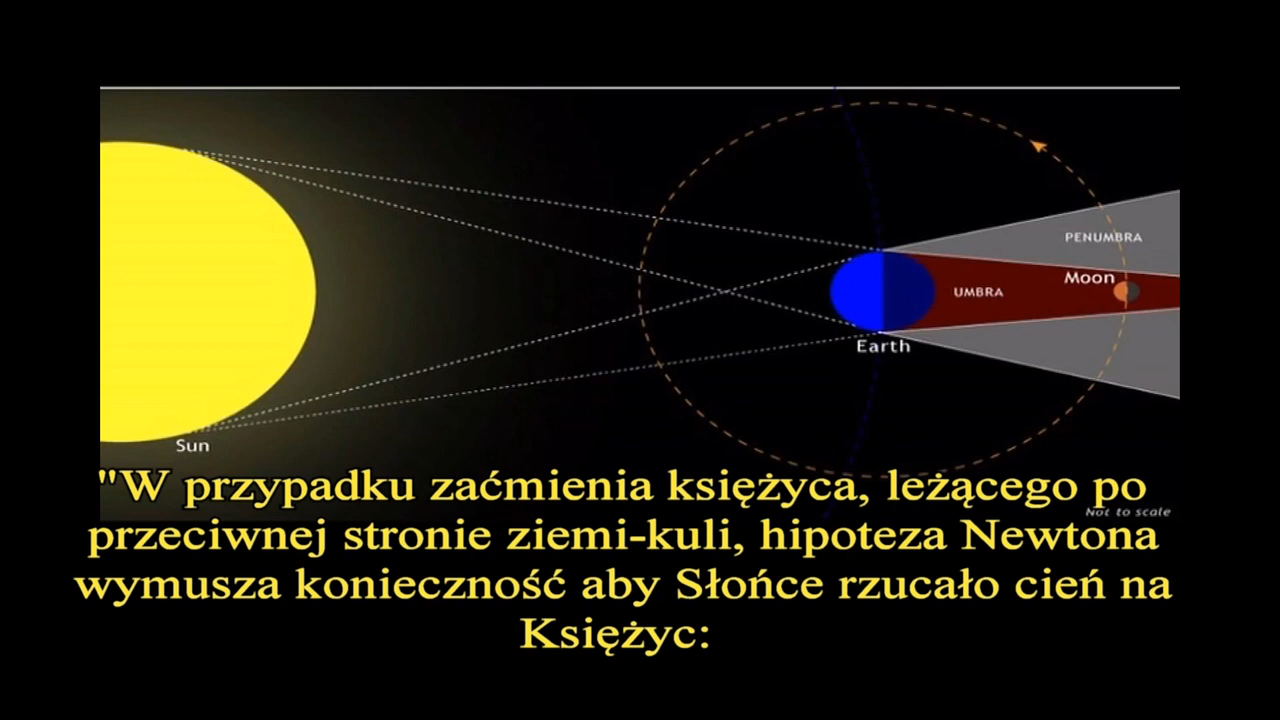 PENUMBRA
Moon
UMBRA
Earth
Sun
"W przypadku zaćmienia księżyca, leżącego po
Not to scale
przeciwnej stronie ziemi-kuli, hipoteza Newtona
wymusza konieczność aby Słońce rzucało cień na
Księżyc: